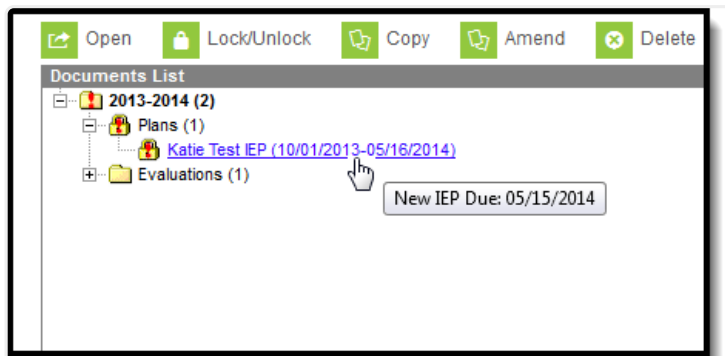 Open Lock/Unlock Copy Amend Delete
Documents List
2013-2014 (2)
Plans (1)
Katie Test IEP (10/01/2013-05/16/2014)
Evaluations (1)
New IEP Due: 05/15/2014